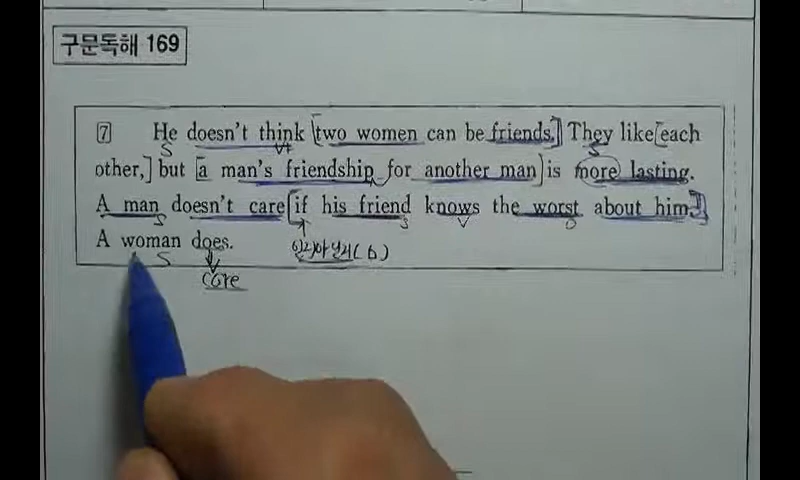 구문독해 169
7 He doesn't think [two women can be friends.] They like [each
S vt S
other,] but [a man's friendship for another man] is more lasting.
A man doesn't care [if his friend knows the worst about him.]
S S V O
A woman does.
S
care